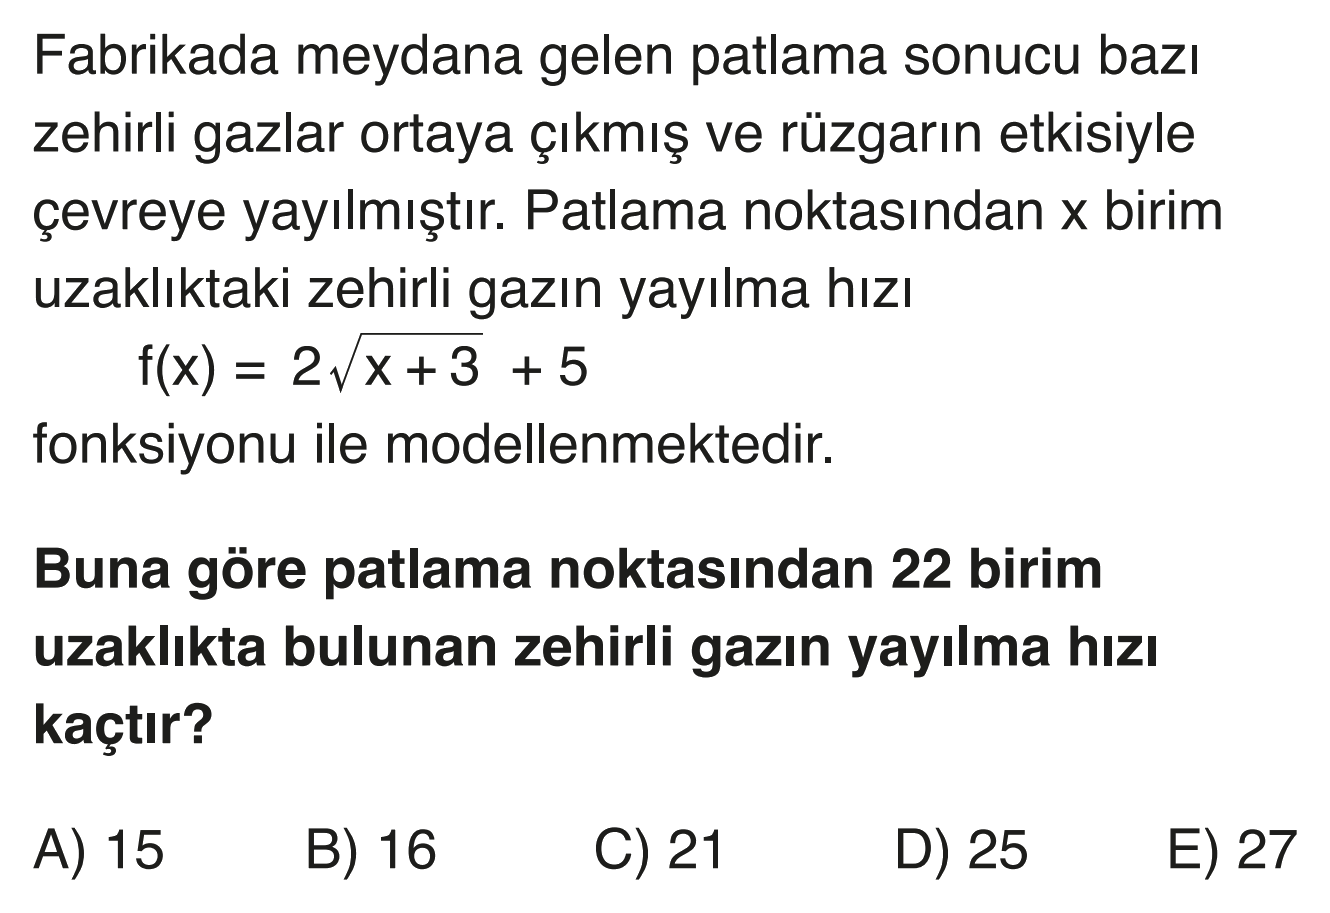 Fabrikada meydana gelen patlama sonucu bazı
zehirli gazlar ortaya çıkmış ve rüzgarın etkisiyle
çevreye yayılmıştır. Patlama noktasından x birim
uzaklıktaki zehirli gazın yayılma hızı
f(x) = 2√(x + 3) + 5
fonksiyonu ile modellenmektedir.
Buna göre patlama noktasından 22 birim
uzaklıkta bulunan zehirli gazın yayılma hızı
kaçtır?
A) 15 B) 16 C) 21 D) 25 E) 27